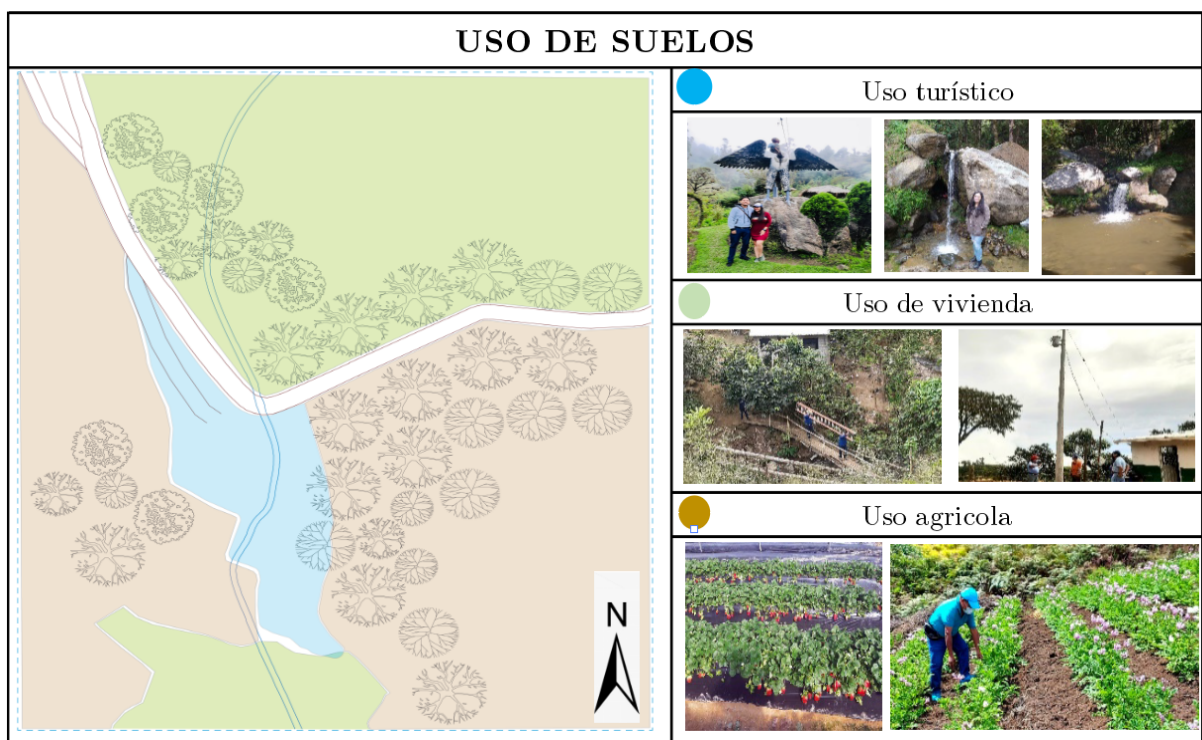 USO DE SUELOS
Uso turístico
Uso de vivienda
Uso agricola
N